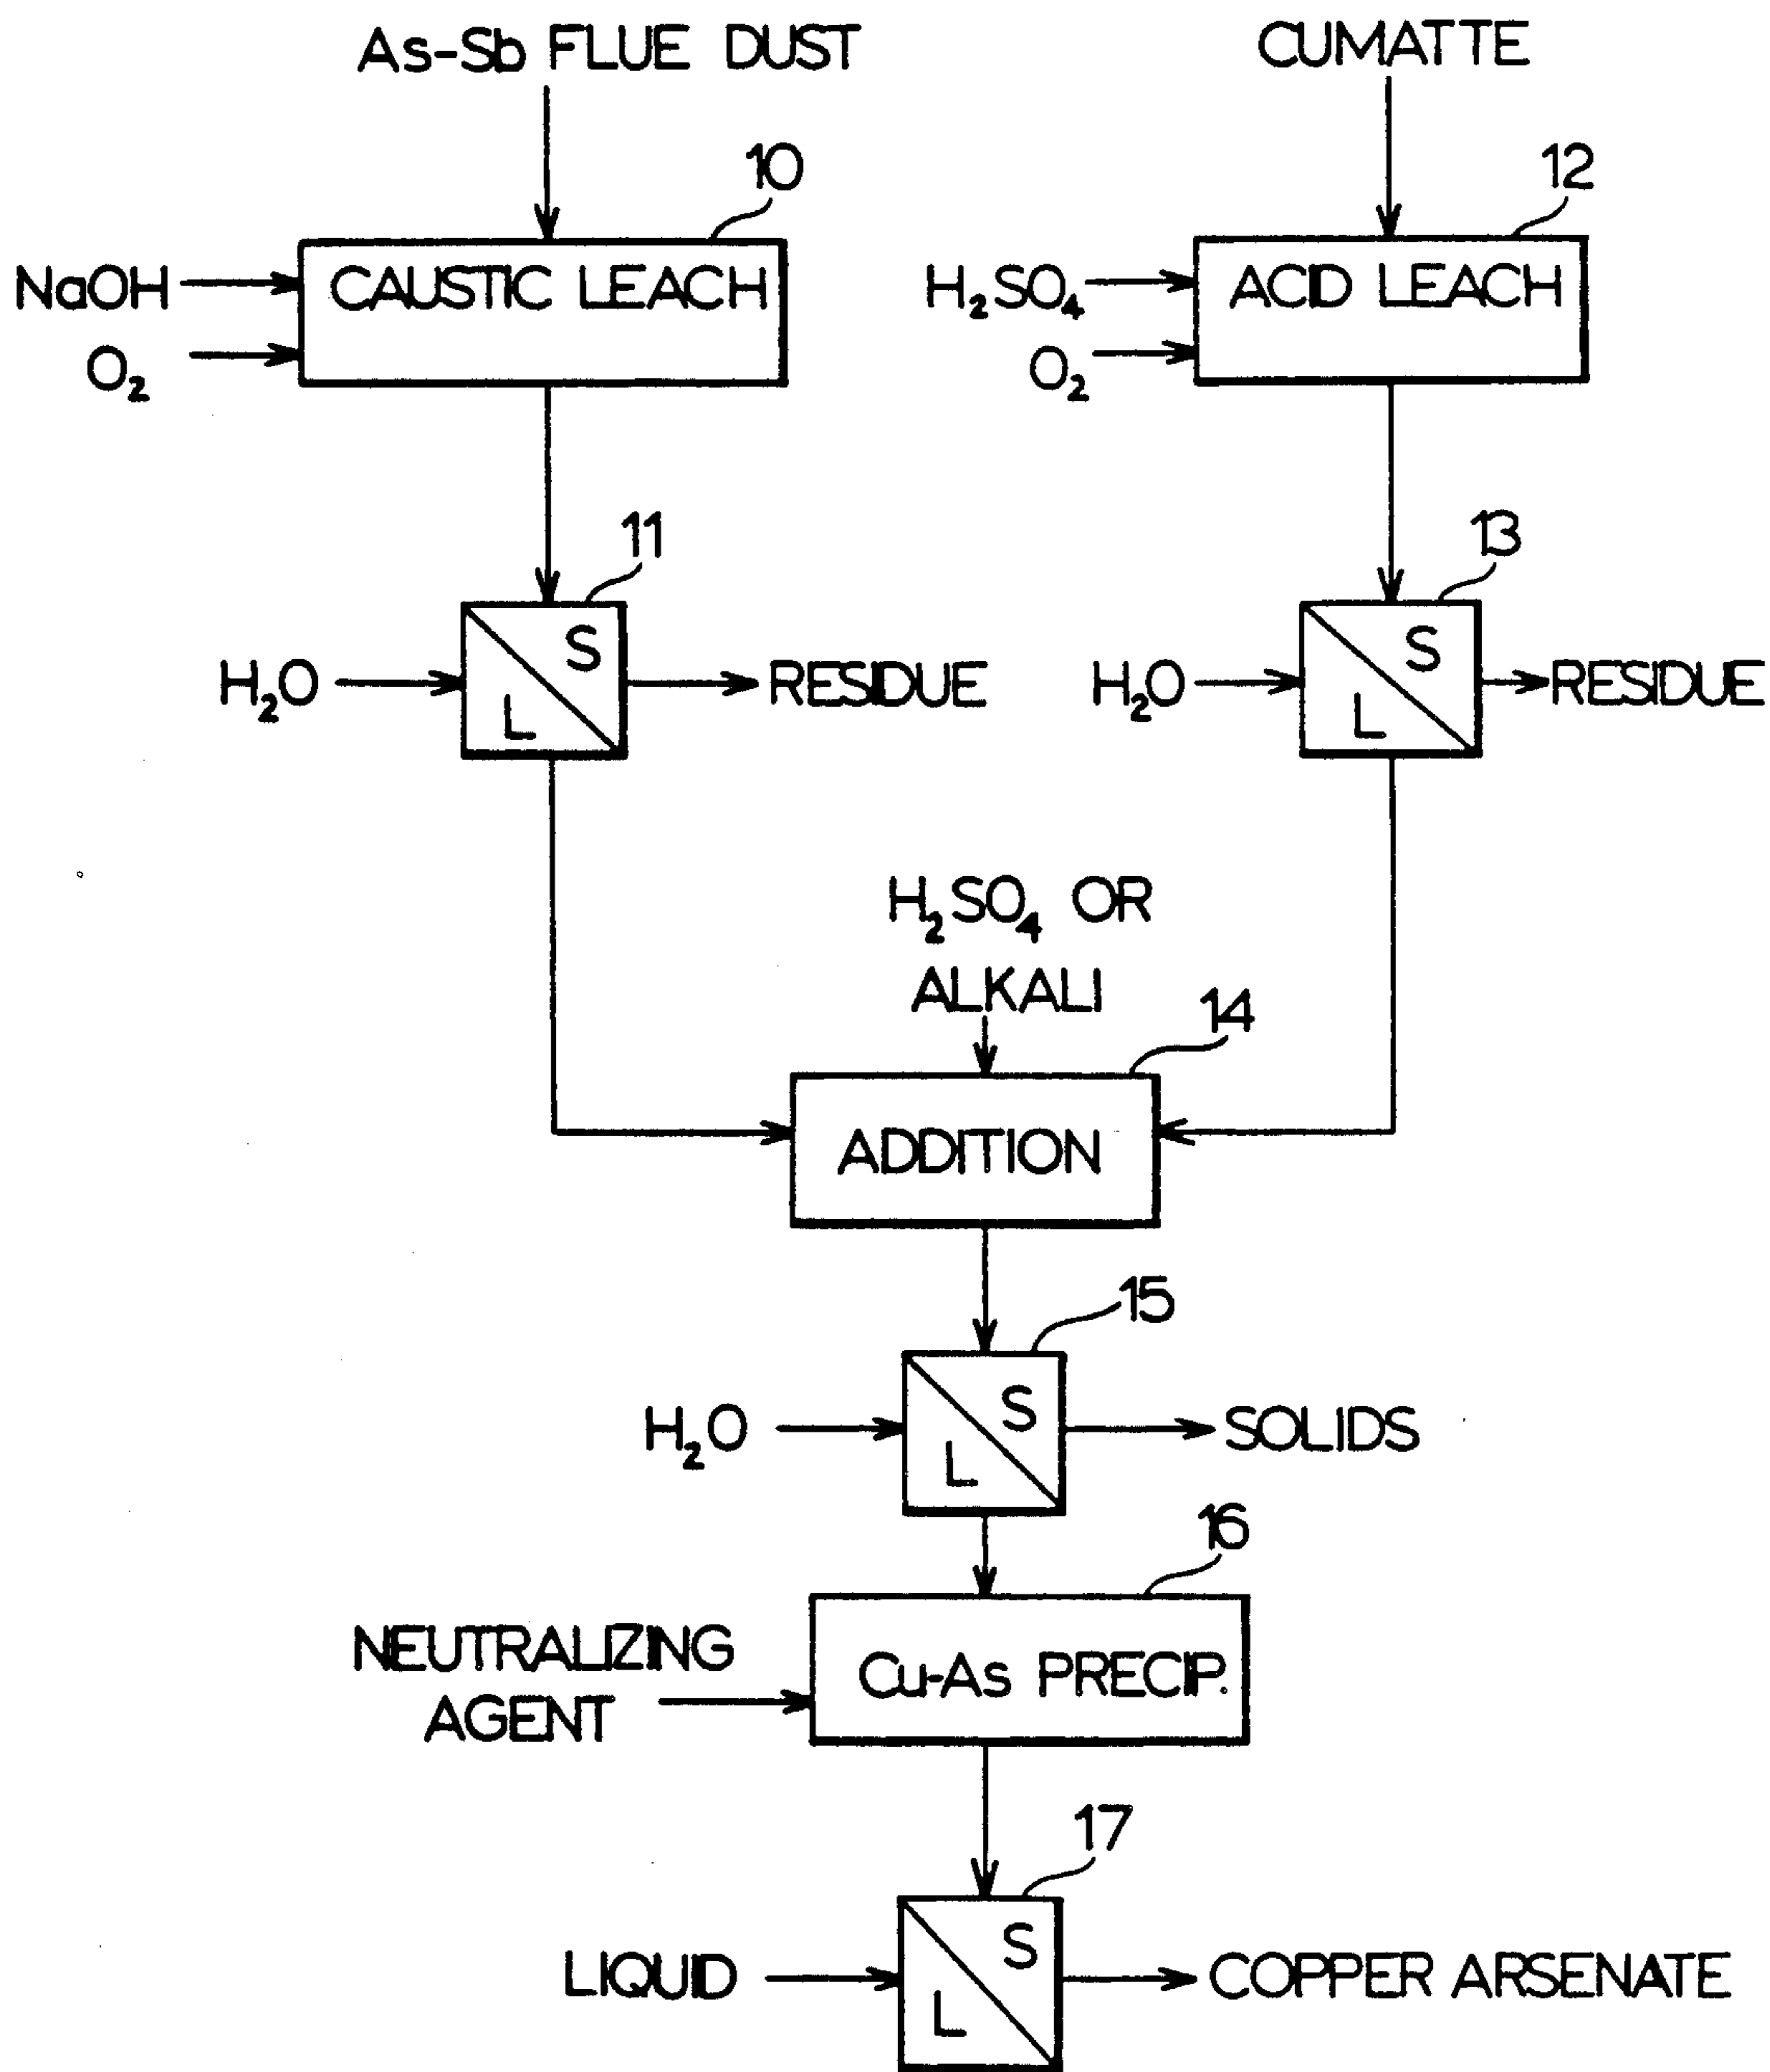 As-Sb FLUE DUST
CUMATTE
10
12
NaOH
CAUSTIC LEACH
H₂SO₄
ACID LEACH
O₂
O₂
11
13
S
S
H₂O
RESIDUE
H₂O
RESIDUE
L
L
H₂SO₄ OR
ALKALI
14
ADDITION
15
S
H₂O
SOLIDS
L
16
NEUTRALIZING
AGENT
Cu-As PRECIP.
17
S
LIQUID
COPPER ARSENATE
L